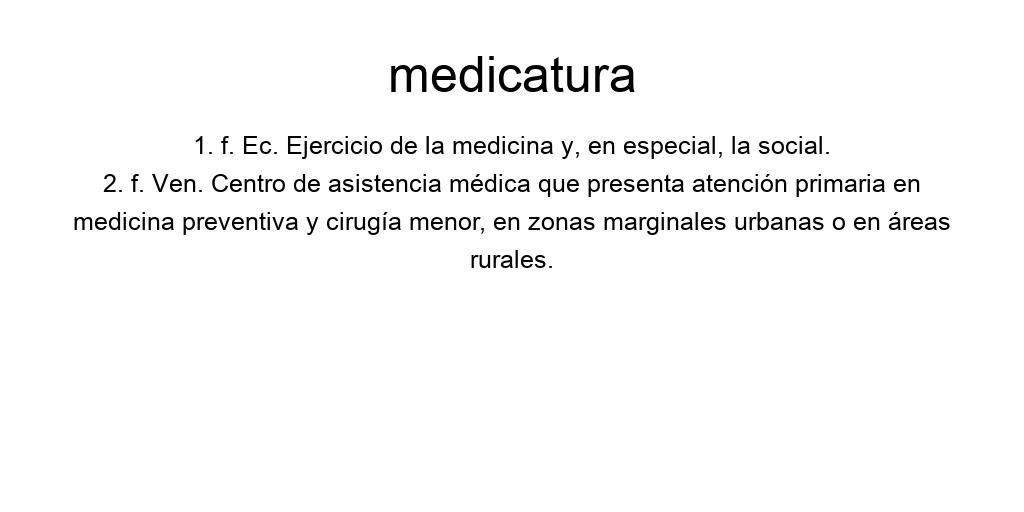 medicatura
1. f. Ec. Ejercicio de la medicina y, en especial, la social.
2. f. Ven. Centro de asistencia médica que presenta atención primaria en
medicina preventiva y cirugía menor, en zonas marginales urbanas o en áreas
rurales.